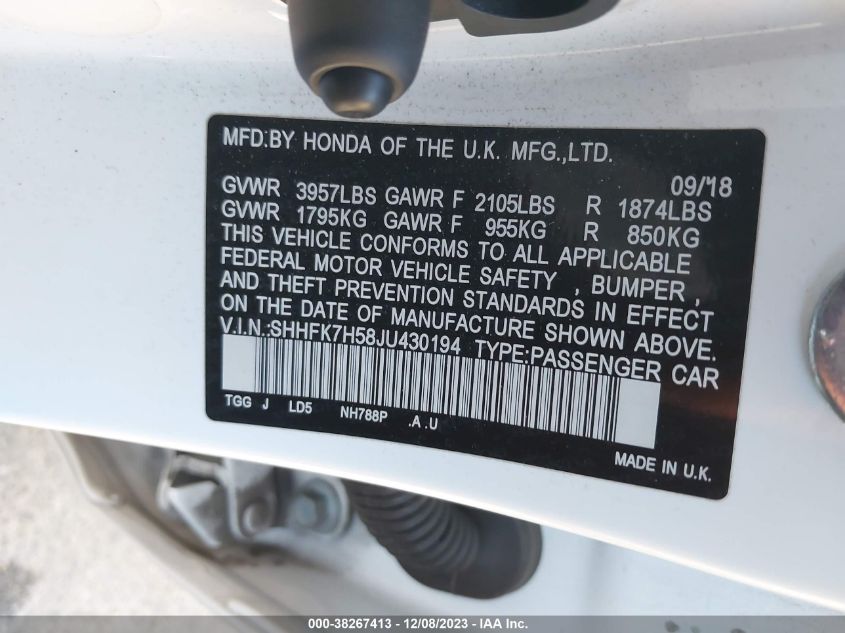 MFD.BY HONDA OF THE U.K. MFG.,LTD.
09/18
GVWR 3957LBS GAWR F 2105LBS R 1874LBS
GVWR 1795KG GAWR F 955KG R 850KG
THIS VEHICLE CONFORMS TO ALL APPLICABLE
FEDERAL MOTOR VEHICLE SAFETY , BUMPER ,
AND THEFT PREVENTION STANDARDS IN EFFECT
ON THE DATE OF MANUFACTURE SHOWN ABOVE.
V.I.N.:SHHFK7H58JU430194 TYPE:PASSENGER CAR
TGG J LD5 NH788P .A .U
MADE IN U.K.
000-38267413 - 12/08/2023 - IAA Inc.